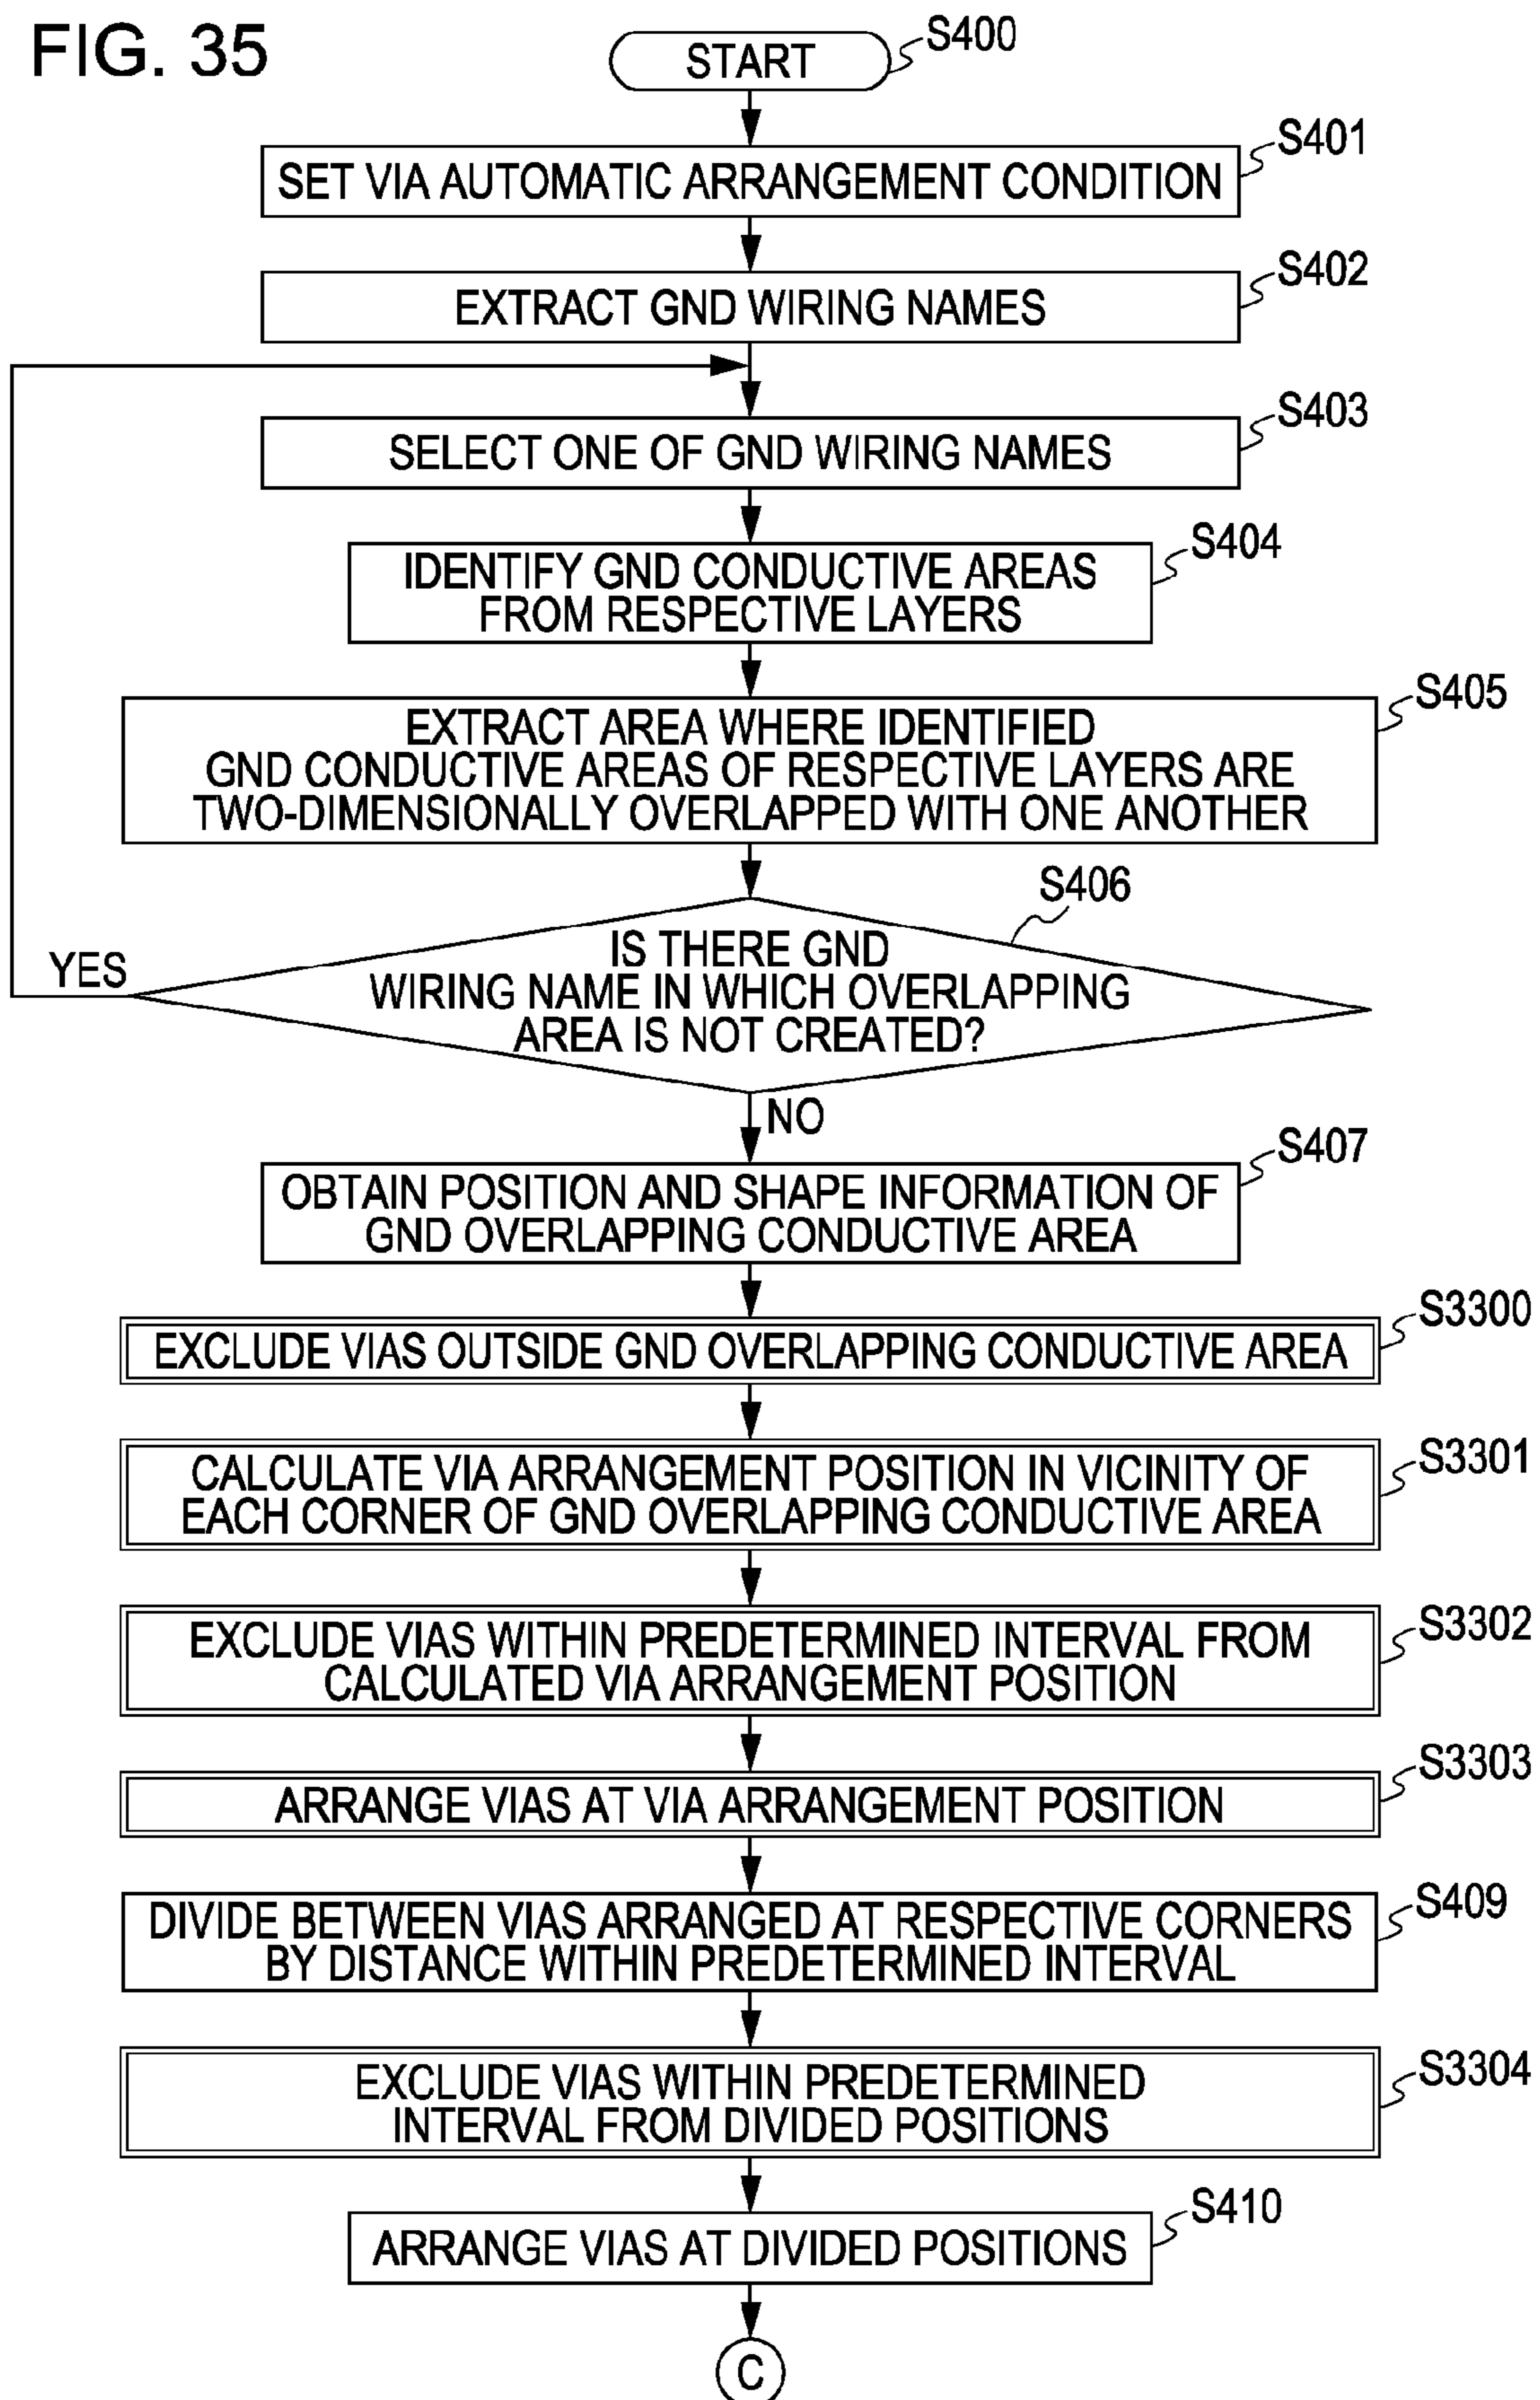 FIG. 35
START
S400
S401
SET VIA AUTOMATIC ARRANGEMENT CONDITION
S402
EXTRACT GND WIRING NAMES
S403
SELECT ONE OF GND WIRING NAMES
S404
IDENTIFY GND CONDUCTIVE AREAS
FROM RESPECTIVE LAYERS
S405
EXTRACT AREA WHERE IDENTIFIED
GND CONDUCTIVE AREAS OF RESPECTIVE LAYERS ARE
TWO-DIMENSIONALLY OVERLAPPED WITH ONE ANOTHER
S406
YES
IS THERE GND
WIRING NAME IN WHICH OVERLAPPING
AREA IS NOT CREATED?
NO
S407
OBTAIN POSITION AND SHAPE INFORMATION OF
GND OVERLAPPING CONDUCTIVE AREA
S3300
EXCLUDE VIAS OUTSIDE GND OVERLAPPING CONDUCTIVE AREA
S3301
CALCULATE VIA ARRANGEMENT POSITION IN VICINITY OF
EACH CORNER OF GND OVERLAPPING CONDUCTIVE AREA
S3302
EXCLUDE VIAS WITHIN PREDETERMINED INTERVAL FROM
CALCULATED VIA ARRANGEMENT POSITION
S3303
ARRANGE VIAS AT VIA ARRANGEMENT POSITION
S409
DIVIDE BETWEEN VIAS ARRANGED AT RESPECTIVE CORNERS
BY DISTANCE WITHIN PREDETERMINED INTERVAL
S3304
EXCLUDE VIAS WITHIN PREDETERMINED
INTERVAL FROM DIVIDED POSITIONS
S410
ARRANGE VIAS AT DIVIDED POSITIONS
C